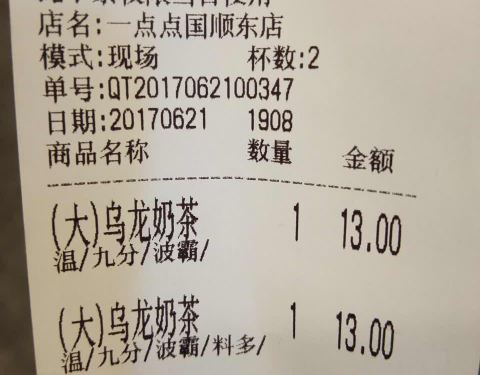 店名:一点点国顺东店
模式:现场 杯数:2
单号:QT2017062100347
日期:20170621 1908
商品名称 数量 金额
(大)乌龙奶茶 1 13.00
温/九分/波霸/
(大)乌龙奶茶 1 13.00
温/九分/波霸/料多/